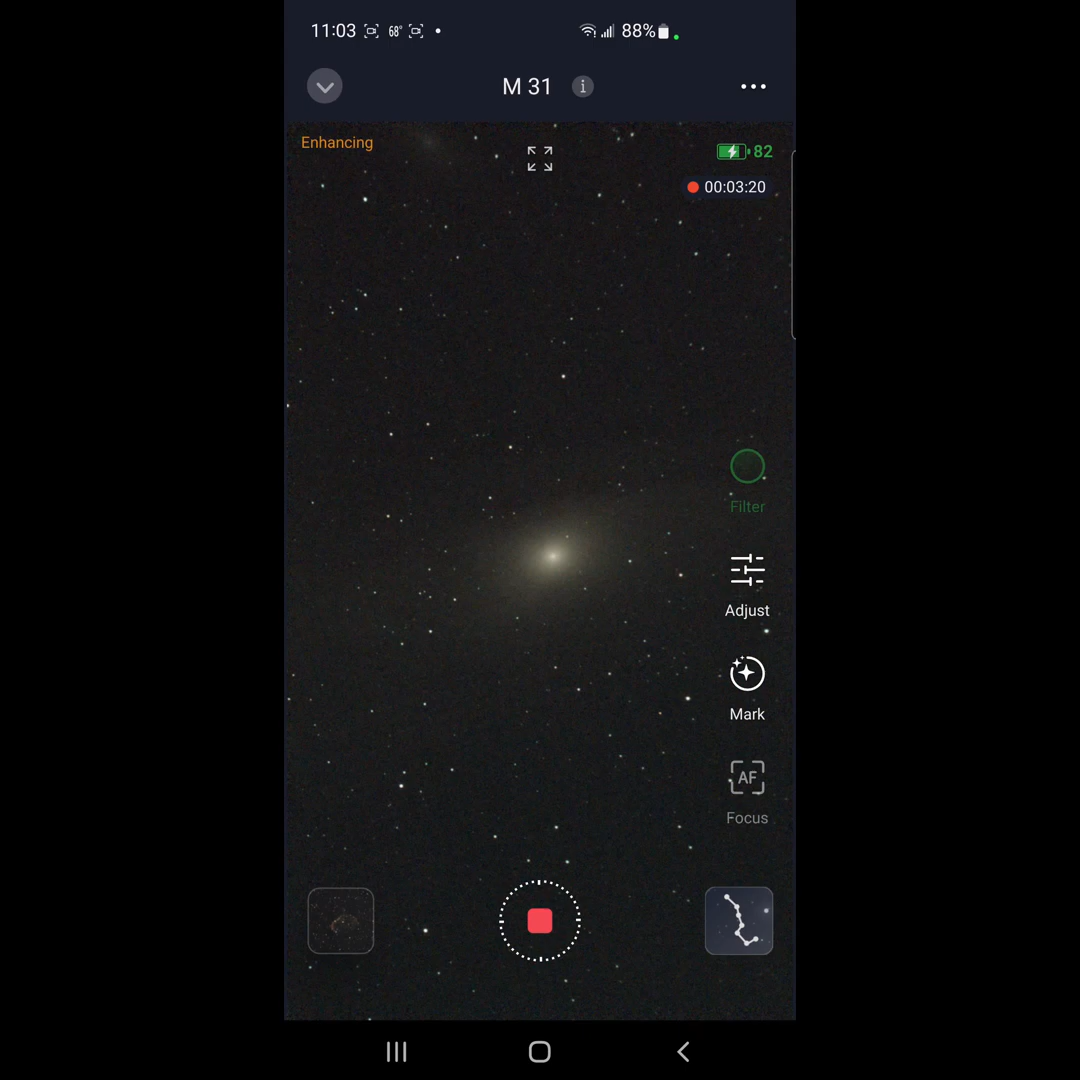 11:03 68° 88%
M 31 i
Enhancing
82
00:03:20
Filter
Adjust
Mark
AF
Focus